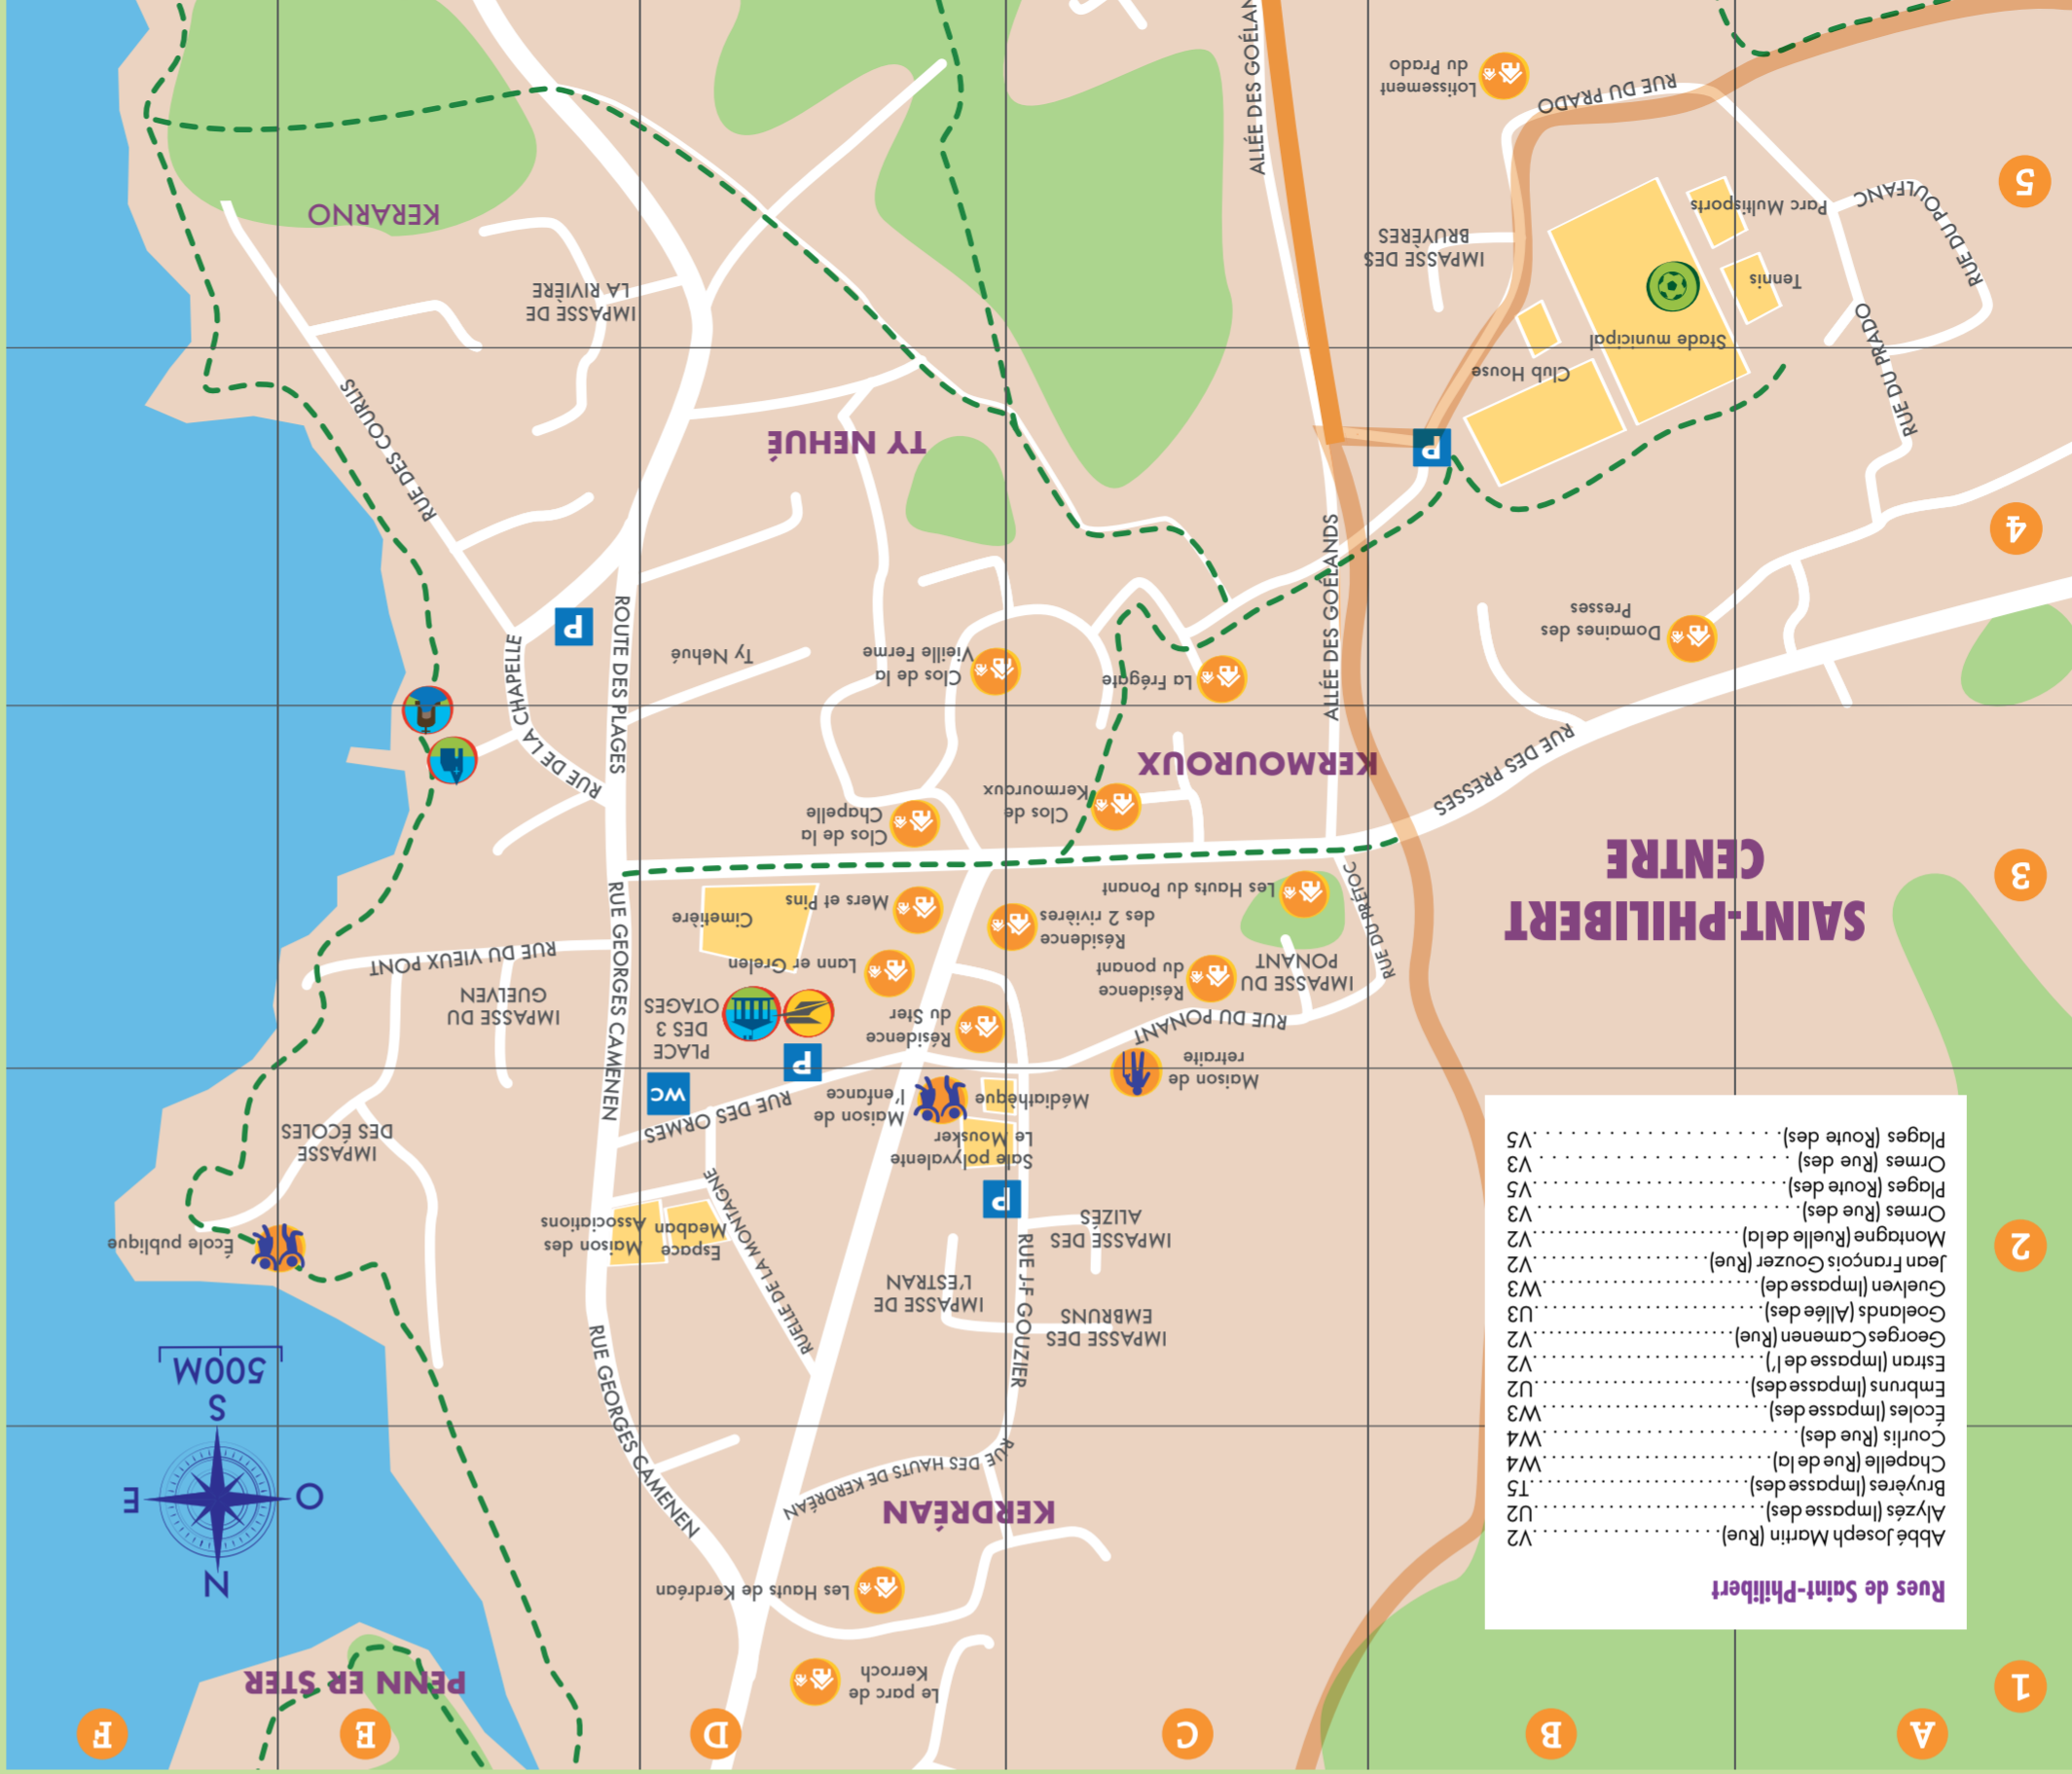 A
B
C
D
E
F
1
Le parc de
Kerroch
PENN ER STER
Rues de Saint-Philibert
Abbé Joseph Martin (Rue)..................V2
Alyzés (Impasse des)......................U2
Bruyères (Impasse des)....................T5
Chapelle (Rue de la)......................W4
Courlis (Rue des).........................W4
Écoles (Impasse des)......................W3
Embruns (Impasse des).....................U2
Estran (Impasse de l')....................V2
Georges Camenen (Rue).....................V2
Goelands (Allée des)......................U3
Guelven (Impasse de)......................W3
Jean François Gouzer (Rue)................V2
Montagne (Ruelle de la)...................V2
Ormes (Rue des)...........................V3
Plages (Route des)........................V5
Ormes (Rue des)...........................V3
Plages (Route des)........................V5
Les Hauts de Kerdréan
N
O
E
S
500M
KERDRÉAN
RUE DES HAUTS DE KERDRÉAN
RUE GEORGES CAMENEN
RUE GEORGES CAMENEN
2
IMPASSE DES
EMBRUNS
RUE J-F GOUZIER
IMPASSE DE
L'ESTRAN
RUELLE DE LA MONTAGNE
IMPASSE DES
ALIZES
P
Espace
Meaban
Maison des
Associations
École publique
Sale polyvalente
Le Mousker
Médiathèque
Maison de
l'enfance
RUE DES ORMES
WC
IMPASSE
DES ÉCOLES
Maison de
retraite
P
PLACE
DES 3
OTAGES
RUE DU PONANT
Résidence
du Ster
IMPASSE DU
GUELVEN
IMPASSE DU
PONANT
Résidence
du ponant
Lann er Grelen
RUE DU VIEUX PONT
3
SAINT-PHILIBERT
CENTRE
RUE DU PRÉTOC
Les Hauts du Ponant
Résidence
des 2 rivières
Mers et Pins
Cimetière
RUE DES PRESSES
Clos de
Kermouroux
Clos de la
Chapelle
RUE DE LA CHAPELLE
KERMOUROUX
ALLÉE DES GOÉLANDS
La Frégate
Clos de la
Vieille Ferme
Ty Nehué
ROUTE DES PLAGES
P
Domaines des
Presses
4
P
TY NEHUÉ
RUE DES COURLIS
RUE DU PRADO
Club House
Stade municipal
Tennis
Parc Multisports
RUE DU POULFANC
IMPASSE DES
BRUYÈRES
IMPASSE DE
LA RIVIÈRE
KERARNO
5
RUE DU PRADO
Lotissement
du Prado
ALLÉE DES GOÉLAN